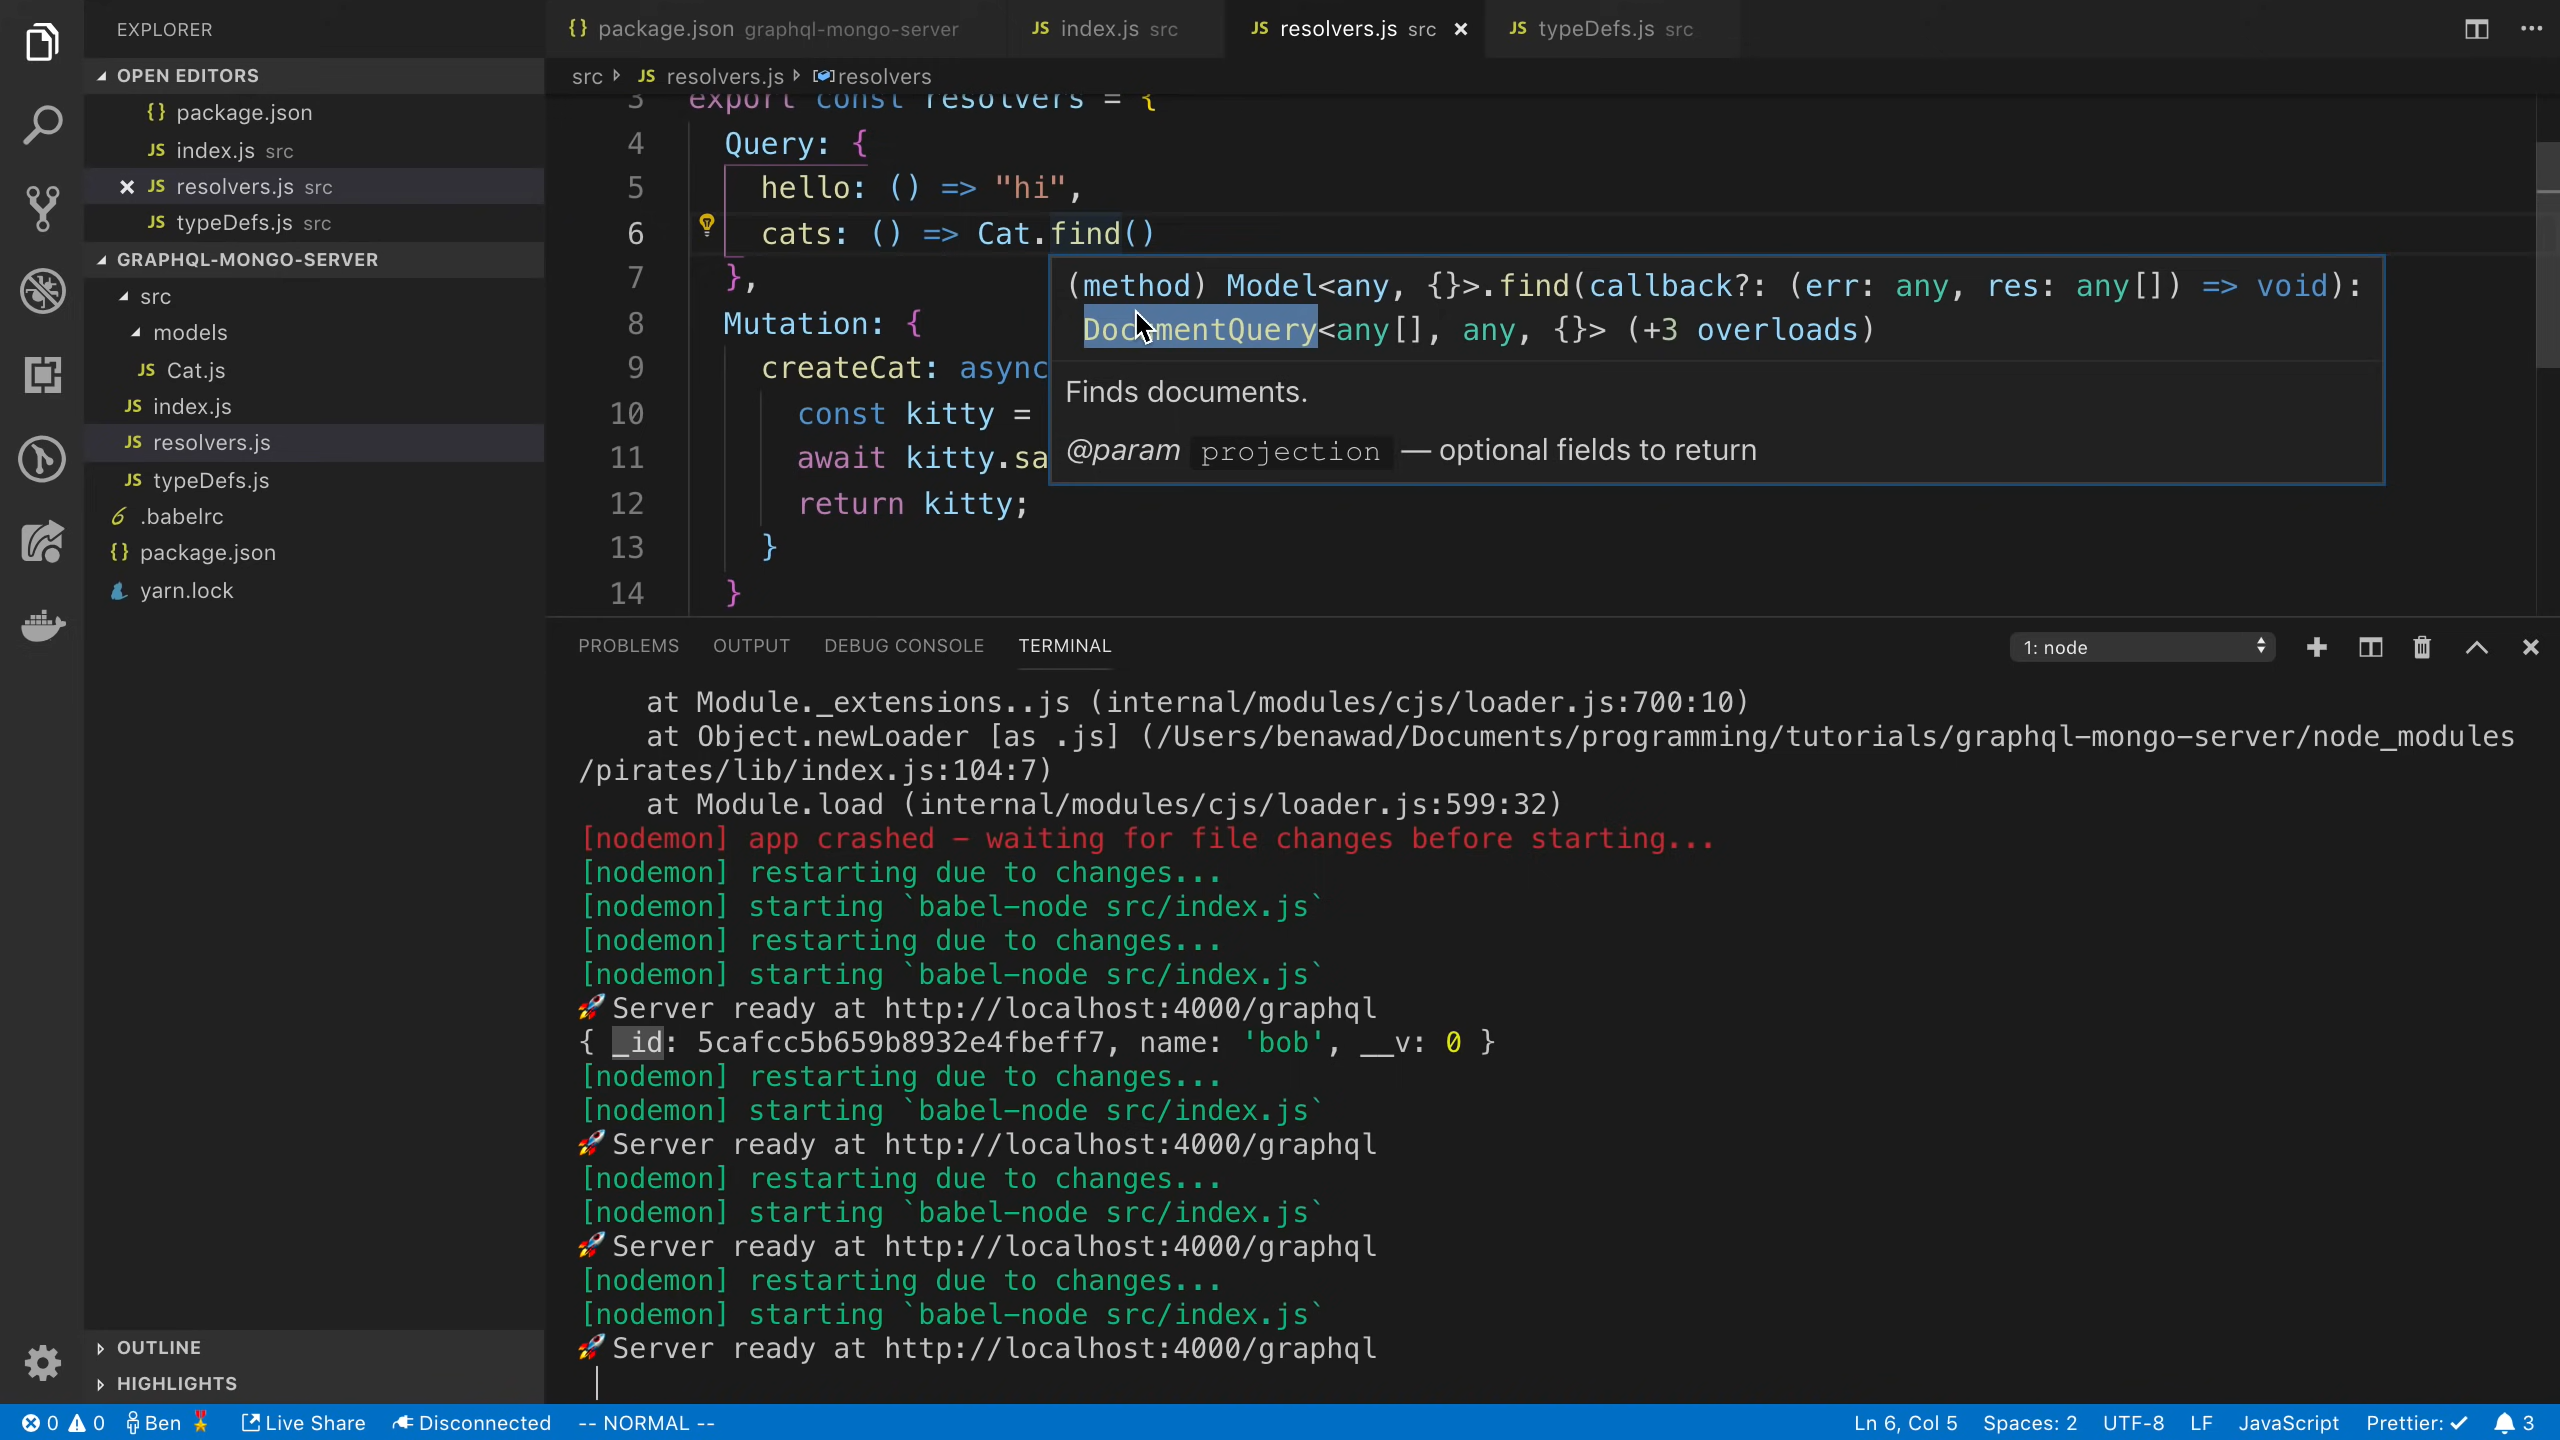 EXPLORER
OPEN EDITORS
{} package.json
JS index.js src
JS resolvers.js src
JS typeDefs.js src
GRAPHQL-MONGO-SERVER
src
models
JS Cat.js
JS index.js
JS resolvers.js
JS typeDefs.js
.babelrc
{} package.json
yarn.lock
OUTLINE
HIGHLIGHTS
{} package.json graphql-mongo-server
JS index.js src
JS resolvers.js src
JS typeDefs.js src
src JS resolvers.js resolvers
3 export const resolvers = {
4 Query: {
5 hello: () => "hi",
6 cats: () => Cat.find()
7 },
8 Mutation: {
9 createCat: async
10 const kitty =
11 await kitty.sa
12 return kitty;
13 }
14 }
(method) Model<any, {}>.find(callback?: (err: any, res: any[]) => void):
DocumentQuery<any[], any, {}> (+3 overloads)
Finds documents.
@param projection — optional fields to return
PROBLEMS OUTPUT DEBUG CONSOLE TERMINAL
1: node
at Module._extensions..js (internal/modules/cjs/loader.js:700:10)
at Object.newLoader [as .js] (/Users/benawad/Documents/programming/tutorials/graphql-mongo-server/node_modules
/pirates/lib/index.js:104:7)
at Module.load (internal/modules/cjs/loader.js:599:32)
[nodemon] app crashed - waiting for file changes before starting...
[nodemon] restarting due to changes...
[nodemon] starting `babel-node src/index.js`
[nodemon] restarting due to changes...
[nodemon] starting `babel-node src/index.js`
🚀 Server ready at http://localhost:4000/graphql
{ _id: 5cafcc5b659b8932e4fbeff7, name: 'bob', __v: 0 }
[nodemon] restarting due to changes...
[nodemon] starting `babel-node src/index.js`
🚀 Server ready at http://localhost:4000/graphql
[nodemon] restarting due to changes...
[nodemon] starting `babel-node src/index.js`
🚀 Server ready at http://localhost:4000/graphql
[nodemon] restarting due to changes...
[nodemon] starting `babel-node src/index.js`
🚀 Server ready at http://localhost:4000/graphql
0 0 Ben Live Share Disconnected -- NORMAL -- Ln 6, Col 5 Spaces: 2 UTF-8 LF JavaScript Prettier: ✓ 3